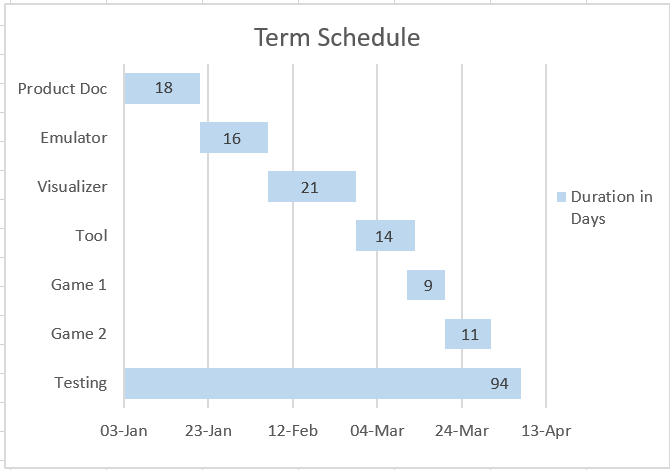 Term Schedule
Product Doc
18
Emulator
16
Visualizer
21
Tool
14
Game 1
9
Game 2
11
Testing
94
Duration in
Days
03-Jan
23-Jan
12-Feb
04-Mar
24-Mar
13-Apr